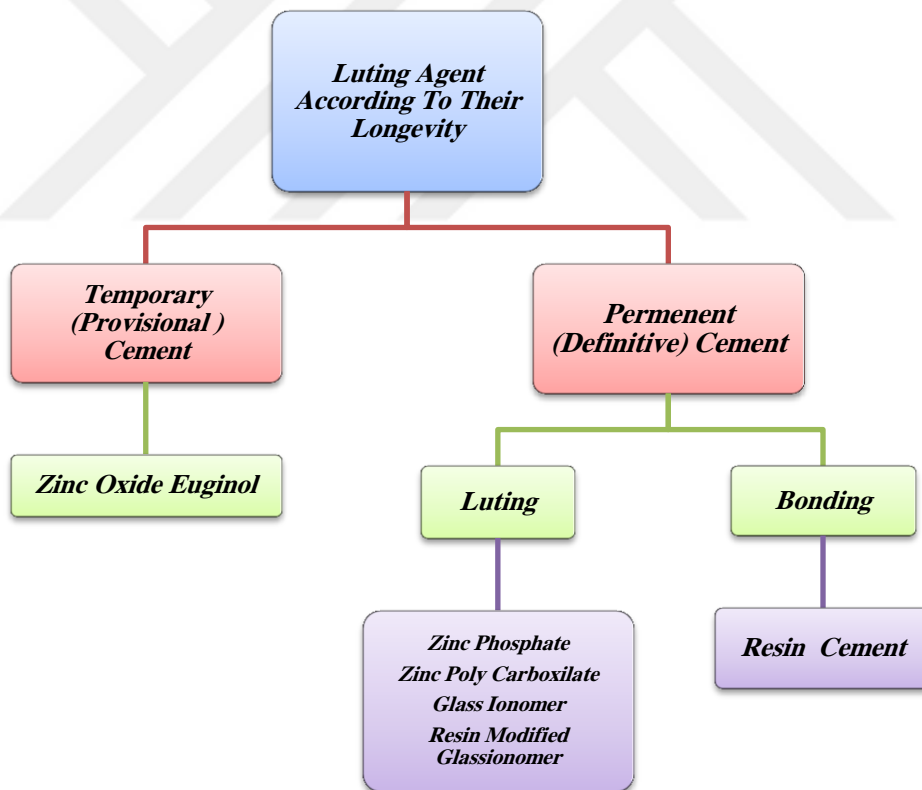 Luting Agent
According To Their
Longevity
Temporary
(Provisional )
Cement
Permenent
(Definitive) Cement
Zinc Oxide Euginol
Luting
Bonding
Zinc Phosphate
Zinc Poly Carboxilate
Glass Ionomer
Resin Modified
Glassionomer
Resin Cement